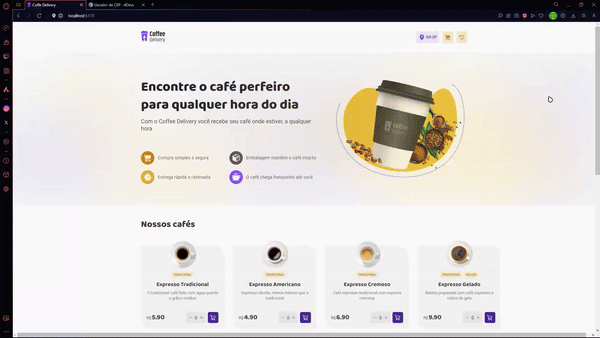 Coffe Delivery
Gerador de CEP - 4Devs
localhost:5173
Coffee
Delivery
Encontre o café perfeiro
para qualquer hora do dia
Com o Coffee Delivery você recebe seu café onde estiver, a qualquer
hora
Compra simples e segura
Embalagem mantém o café intacto
Entrega rápida e rastreada
O café chega fresquinho até você
Nossos cafés
TRADICIONAL
TRADICIONAL
TRADICIONAL
TRADICIONAL
GELADO
Expresso Tradicional
Expresso Americano
Expresso Cremoso
Expresso Gelado
O tradicional café feito com água quente
e grãos moídos
Expresso diluído, menos intenso que o
tradicional
Café expresso tradicional com espuma
cremosa
Bebida preparada com café expresso e
cubos de gelo
R$ 5.90
0
R$ 4.90
0
R$ 6.90
0
R$ 9.90
0